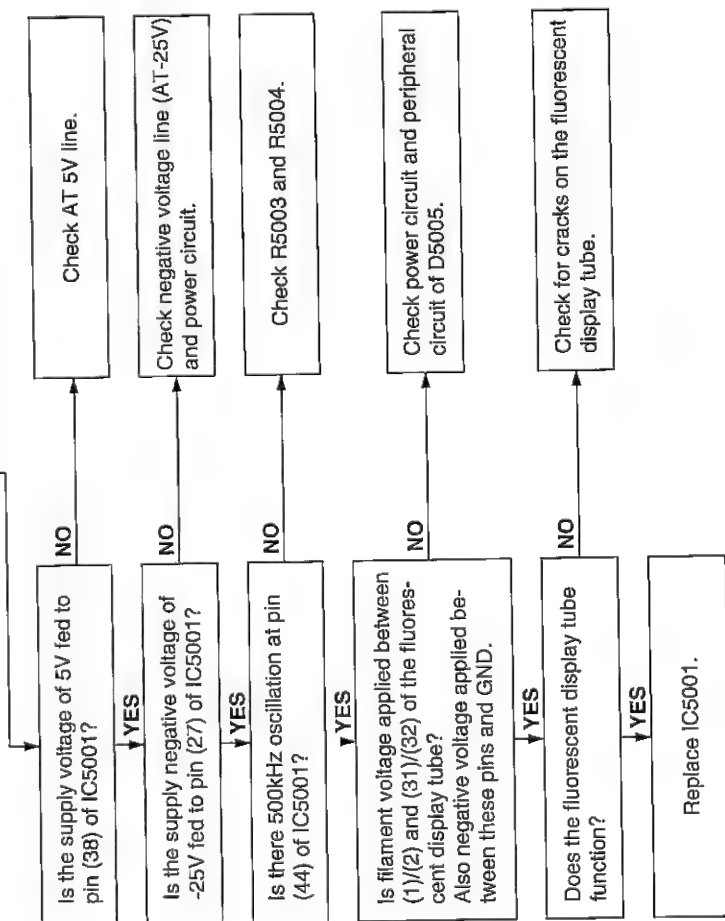 Is the supply voltage of 5V fed to
pin (38) of IC5001?
NO
Check AT 5V line.
YES
Is the supply negative voltage of
-25V fed to pin (27) of IC5001?
NO
Check negative voltage line (AT-25V)
and power circuit.
YES
Is there 500kHz oscillation at pin
(44) of IC5001?
NO
Check R5003 and R5004.
YES
Is filament voltage applied between
(1)/(2) and (31)/(32) of the fluores-
cent display tube?
Also negative voltage applied be-
tween these pins and GND.
NO
Check power circuit and peripheral
circuit of D5005.
YES
Does the fluorescent display tube
function?
NO
Check for cracks on the fluorescent
display tube.
YES
Replace IC5001.